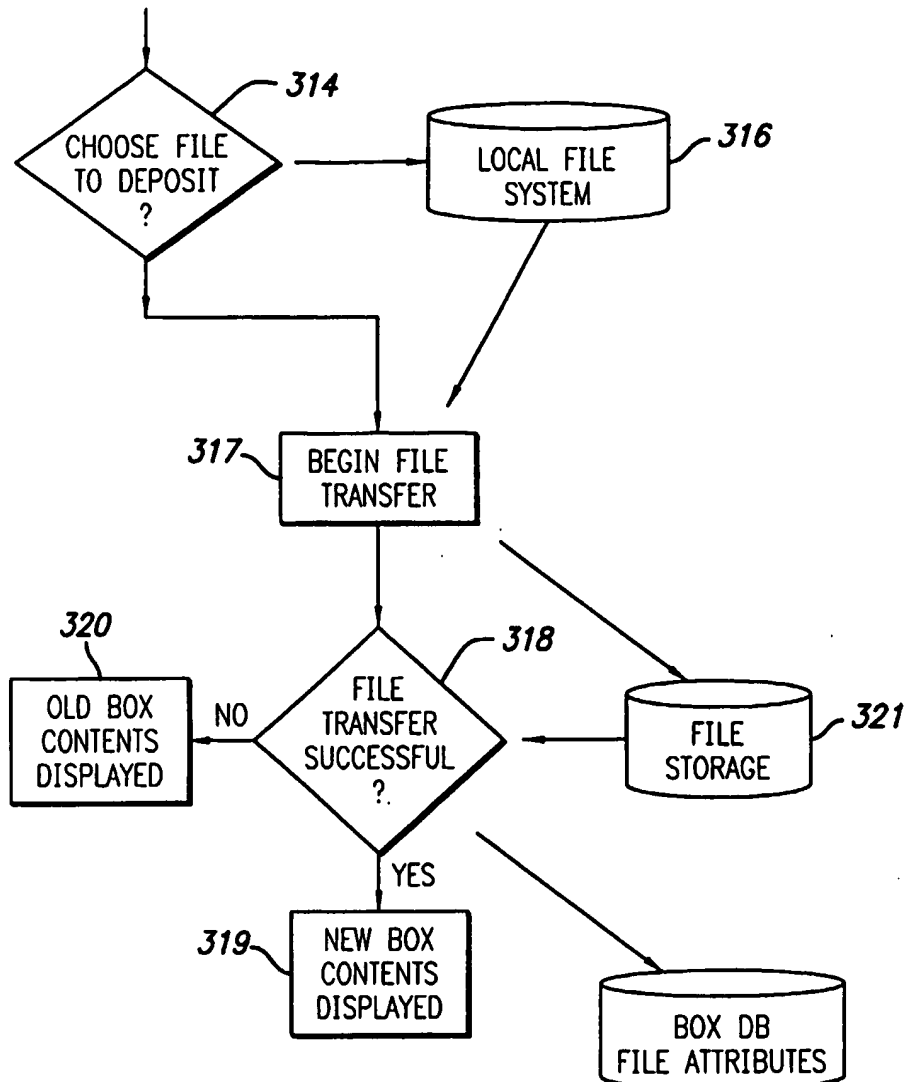 314
CHOOSE FILE
TO DEPOSIT
?
LOCAL FILE
SYSTEM
316
317
BEGIN FILE
TRANSFER
320
OLD BOX
CONTENTS
DISPLAYED
NO
318
FILE
TRANSFER
SUCCESSFUL
?
FILE
STORAGE
321
YES
319
NEW BOX
CONTENTS
DISPLAYED
BOX DB
FILE ATTRIBUTES